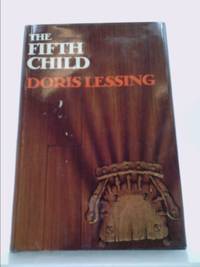 THE
FIFTH
CHILD
DORIS LESSING